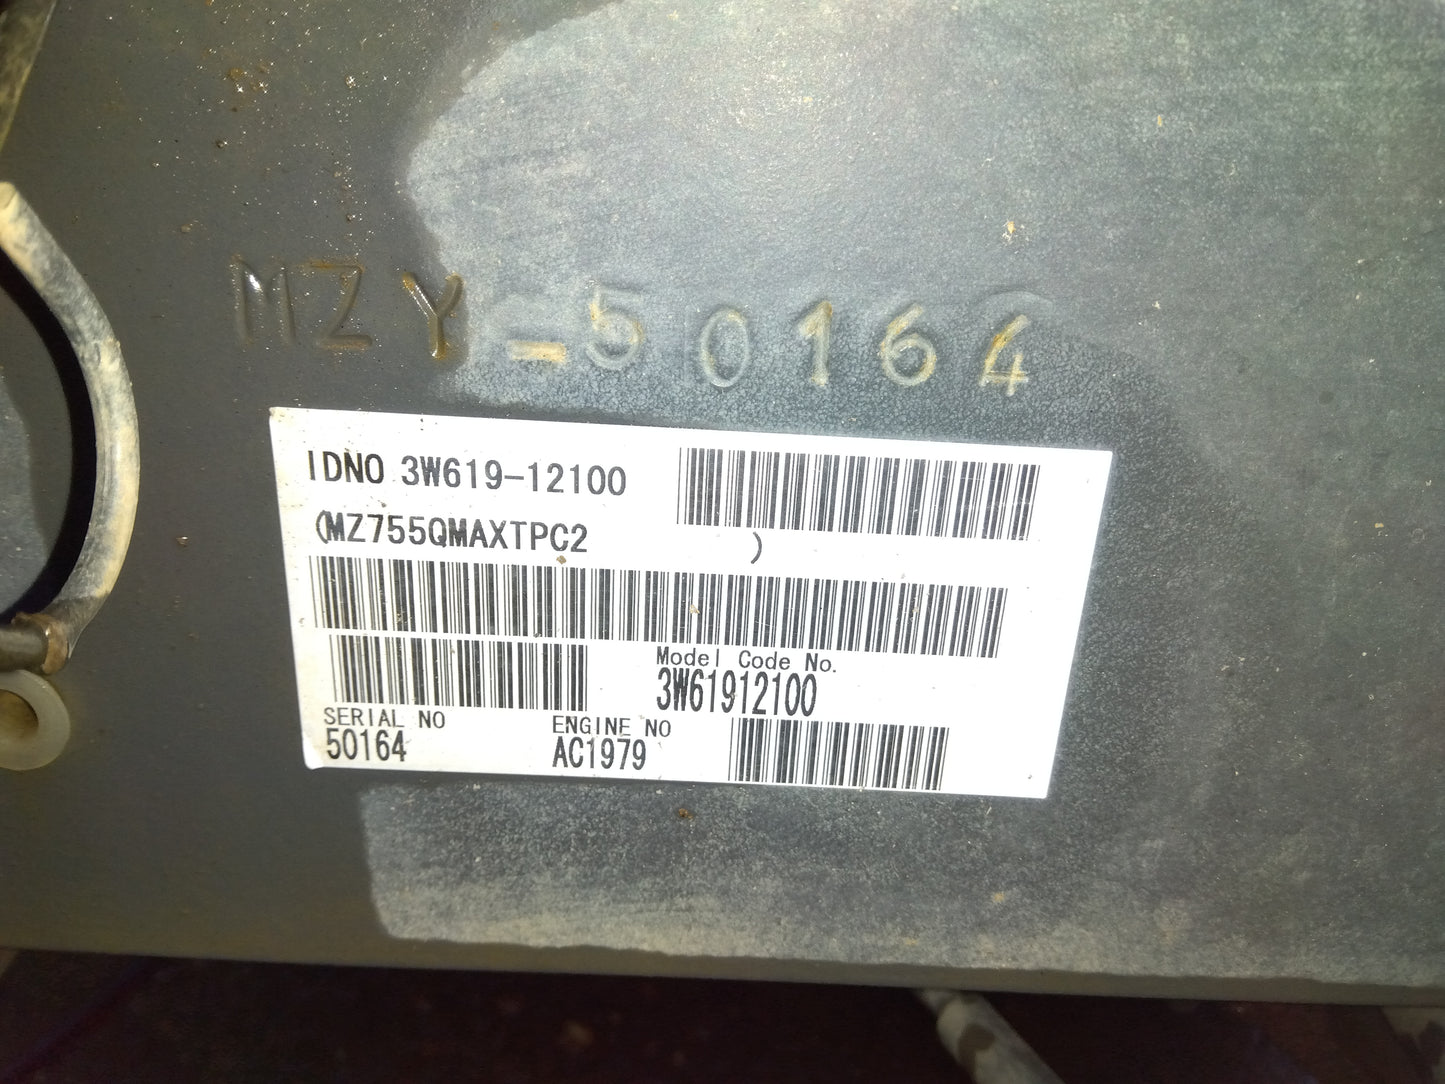 MZY-50164
IDNO 3W619-12100
(MZ755QMAXTPC2 )
Model Code No.
3W61912100
SERIAL NO
50164
ENGINE NO
AC1979